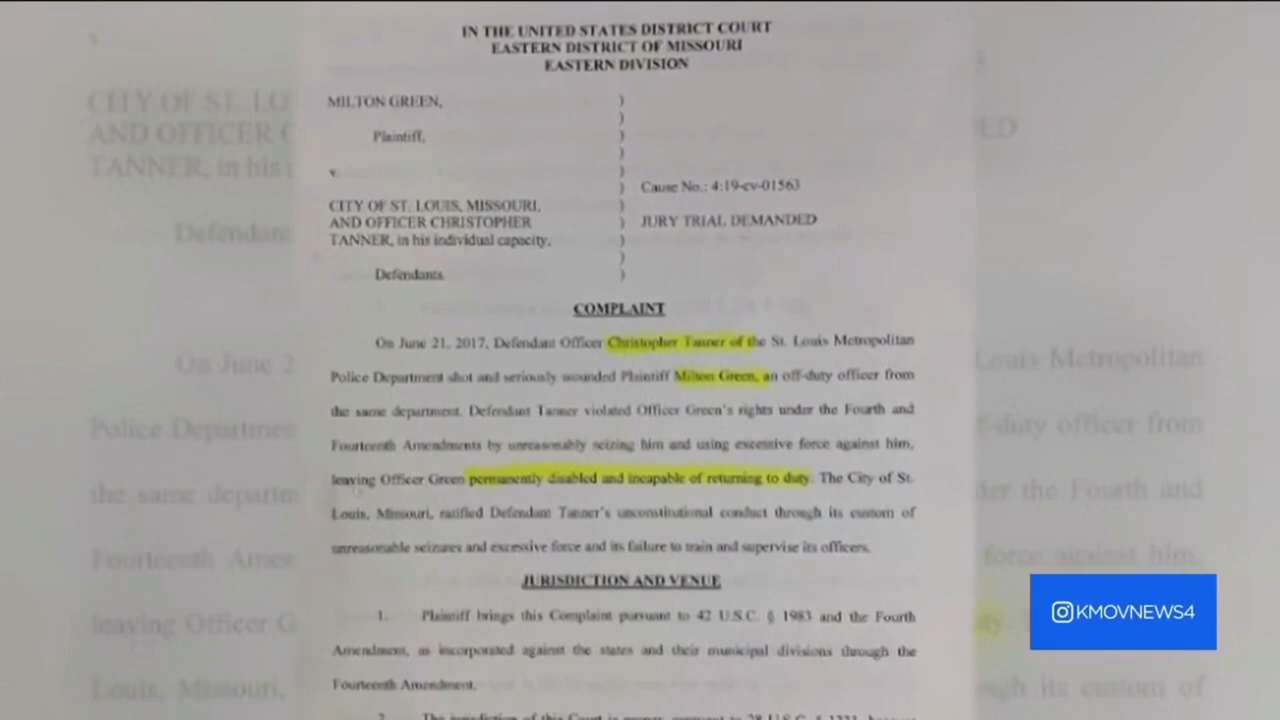 IN THE UNITED STATES DISTRICT COURT
EASTERN DISTRICT OF MISSOURI
EASTERN DIVISION
MILTON GREEN,
Plaintiff,
v.
CITY OF ST. LOUIS, MISSOURI,
AND OFFICER CHRISTOPHER
TANNER, in his individual capacity,
Defendants.
)
)
)
)
)
)
)
)
)
)
)
Cause No.: 4:19-cv-01563
JURY TRIAL DEMANDED
COMPLAINT
On June 21, 2017, Defendant Officer Christopher Tanner of the St. Louis Metropolitan
Police Department shot and seriously wounded Plaintiff Milton Green, an off-duty officer from
the same department. Defendant Tanner violated Officer Green's rights under the Fourth and
Fourteenth Amendments by unreasonably seizing him and using excessive force against him,
leaving Officer Green permanently disabled and incapable of returning to duty. The City of St.
Louis, Missouri, ratified Defendant Tanner's unconstitutional conduct through its custom of
unreasonable seizures and excessive force and its failure to train and supervise its officers.
JURISDICTION AND VENUE
1. Plaintiff brings this Complaint pursuant to 42 U.S.C. § 1983 and the Fourth
Amendment, as incorporated against the states and their municipal divisions through the
Fourteenth Amendment.
KMOVNEWS4